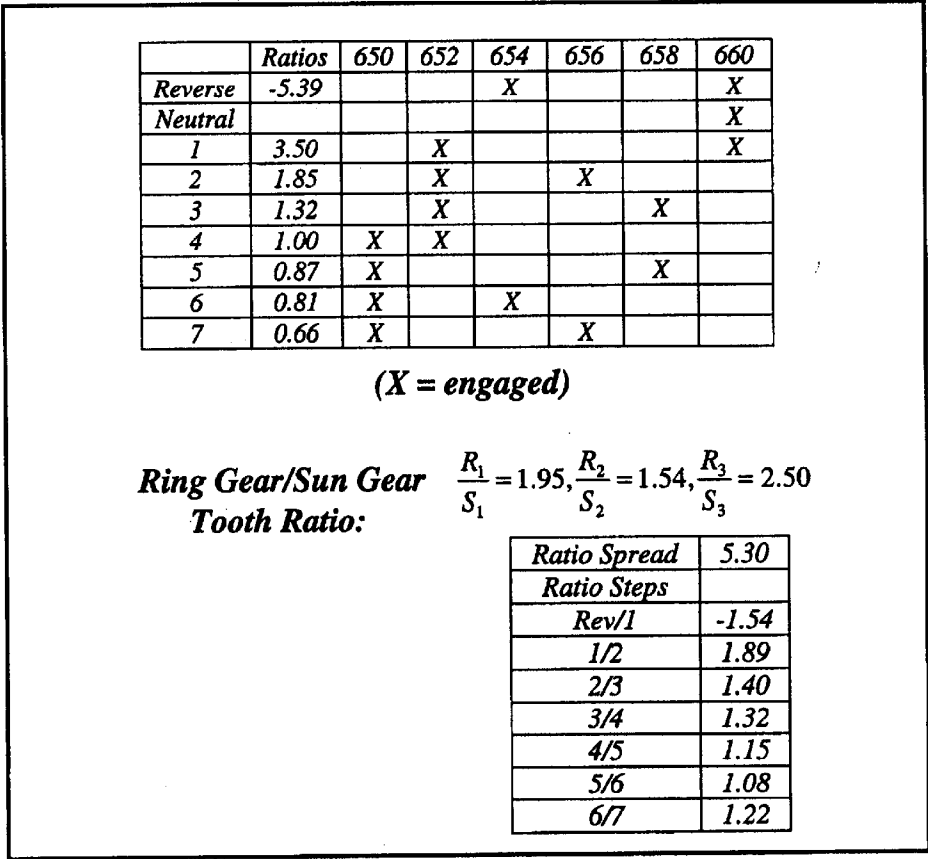 Ratios 650 652 654 656 658 660
Reverse -5.39 X X
Neutral X
1 3.50 X X
2 1.85 X X
3 1.32 X X
4 1.00 X X
5 0.87 X X
6 0.81 X X
7 0.66 X X
(X = engaged)
Ring Gear/Sun Gear Tooth Ratio: R₁/S₁ = 1.95, R₂/S₂ = 1.54, R₃/S₃ = 2.50
Ratio Spread 5.30
Ratio Steps
Rev/1 -1.54
1/2 1.89
2/3 1.40
3/4 1.32
4/5 1.15
5/6 1.08
6/7 1.22